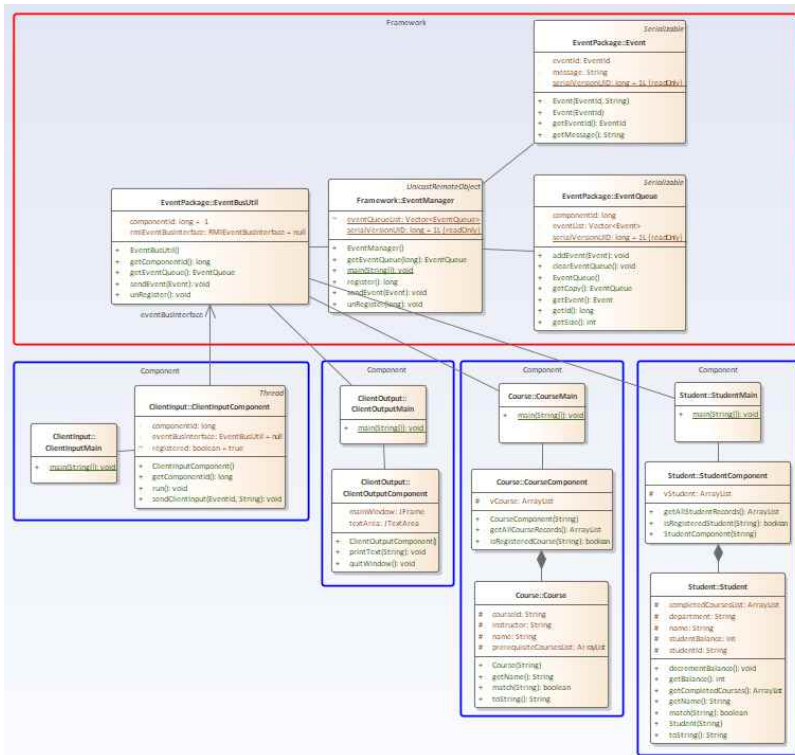 Framework
Serializable
EventPackage::Event
eventId: EventId
message: String
serialVersionUID: long = 1L {readOnly}
+ Event(EventId, String)
+ Event(EventId)
+ getEventId(): EventId
+ getMessage(): String
EventPackage::EventBusUtil
componentId: long = -1
rmiEventBusInterface: RMIEventBusInterface = null
+ EventBusUtil()
+ getComponentId(): long
+ getEventQueue(): EventQueue
+ sendEvent(Event): void
+ unRegister(): void
UnicastRemoteObject
Framework::EventManager
~ eventQueueList: Vector<EventQueue>
serialVersionUID: long = 1L {readOnly}
+ EventManager()
+ getEventQueue(long): EventQueue
+ main(String[]): void
+ register(): long
+ sendEvent(Event): void
+ unRegister(long): void
Serializable
EventPackage::EventQueue
componentId: long
eventList: Vector<Event>
serialVersionUID: long = 1L {readOnly}
+ addEvent(Event): void
+ clearEventQueue(): void
+ EventQueue()
+ getCopy(): EventQueue
+ getEvent(): Event
+ getId(): long
+ getSize(): int
eventBusInterface
Component
ClientInput::
ClientInputMain
+ main(String[]): void
Thread
ClientInput::ClientInputComponent
componentId: long
eventBusInterface: EventBusUtil = null
~ registered: boolean = true
+ ClientInputComponent()
+ getComponentId(): long
+ run(): void
+ sendClientInput(EventId, String): void
Component
ClientOutput::
ClientOutputMain
+ main(String[]): void
ClientOutput::
ClientOutputComponent
mainWindow: JFrame
textArea: JTextArea
+ ClientOutputComponent()
+ printText(String): void
+ quitWindow(): void
Component
Course::CourseMain
+ main(String[]): void
Course::CourseComponent
# vCourse: ArrayList
+ CourseComponent(String)
+ getAllCourseRecords(): ArrayList
+ isRegisteredCourse(String): boolean
Course::Course
# courseId: String
# instructor: String
# name: String
# prerequisiteCoursesList: ArrayList
+ Course(String)
+ getName(): String
+ match(String): boolean
+ toString(): String
Component
Student::StudentMain
+ main(String[]): void
Student::StudentComponent
# vStudent: ArrayList
+ getAllStudentRecords(): ArrayList
+ isRegisteredStudent(String): boolean
+ StudentComponent(String)
Student::Student
# completedCoursesList: ArrayList
# department: String
# name: String
# studentBalance: int
# studentId: String
+ decrementBalance(): void
+ getBalance(): int
+ getCompletedCourses(): ArrayList
+ getName(): String
+ match(String): boolean
+ Student(String)
+ toString(): String